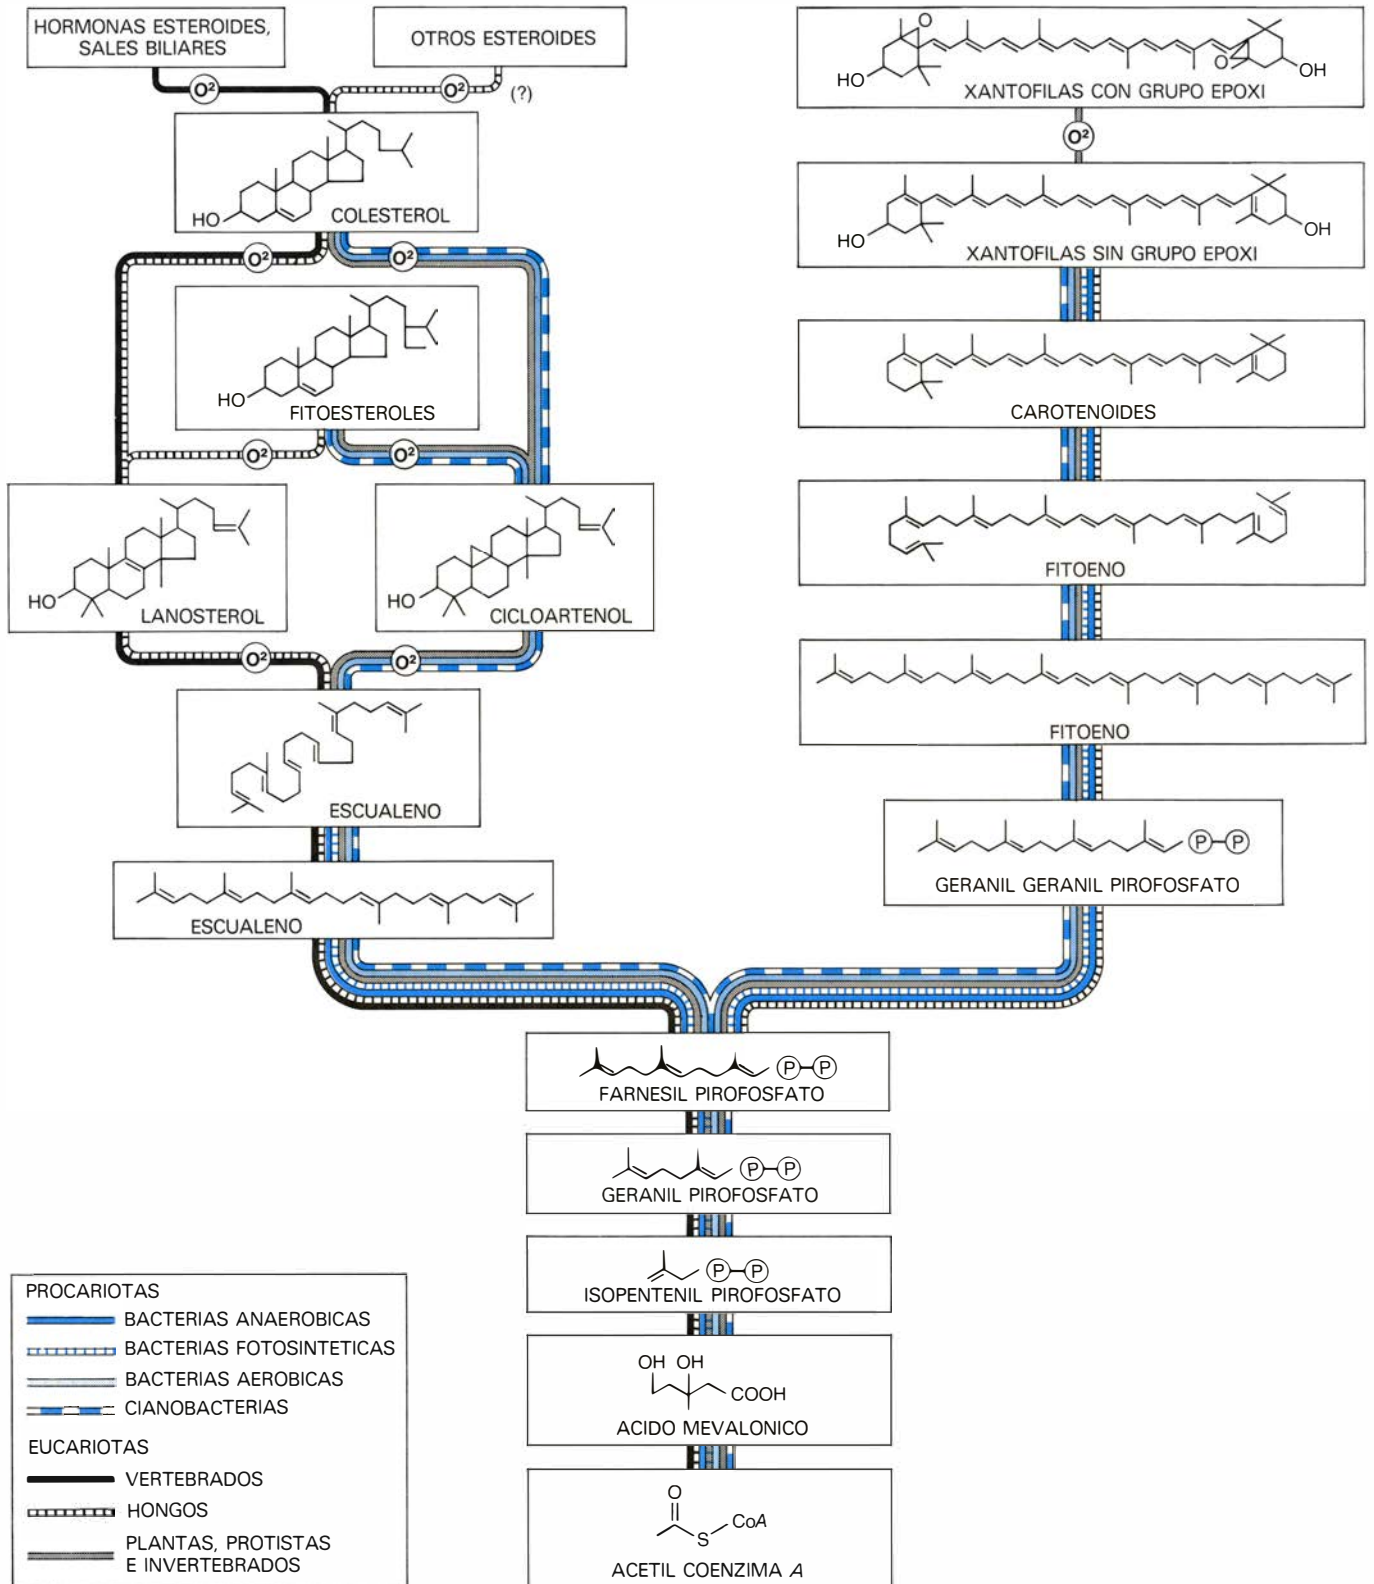 HORMONAS ESTEROIDES,
SALES BILIARES
OTROS ESTEROIDES
O²
O²
(?)
HO
COLESTEROL
O²
O²
HO
FITOESTEROLES
O²
O²
HO
LANOSTEROL
HO
CICLOARTENOL
O²
O²
ESCUALENO
ESCUALENO
O
HO
O
OH
XANTOFILAS CON GRUPO EPOXI
O²
HO
OH
XANTOFILAS SIN GRUPO EPOXI
CAROTENOIDES
FITOENO
FITOENO
P P
GERANIL GERANIL PIROFOSFATO
P P
FARNESIL PIROFOSFATO
P P
GERANIL PIROFOSFATO
P P
ISOPENTENIL PIROFOSFATO
OH OH
COOH
ACIDO MEVALONICO
O
S
CoA
ACETIL COENZIMA A
PROCARIOTAS
BACTERIAS ANAEROBICAS
BACTERIAS FOTOSINTETICAS
BACTERIAS AEROBICAS
CIANOBACTERIAS
EUCARIOTAS
VERTEBRADOS
HONGOS
PLANTAS, PROTISTAS
E INVERTEBRADOS